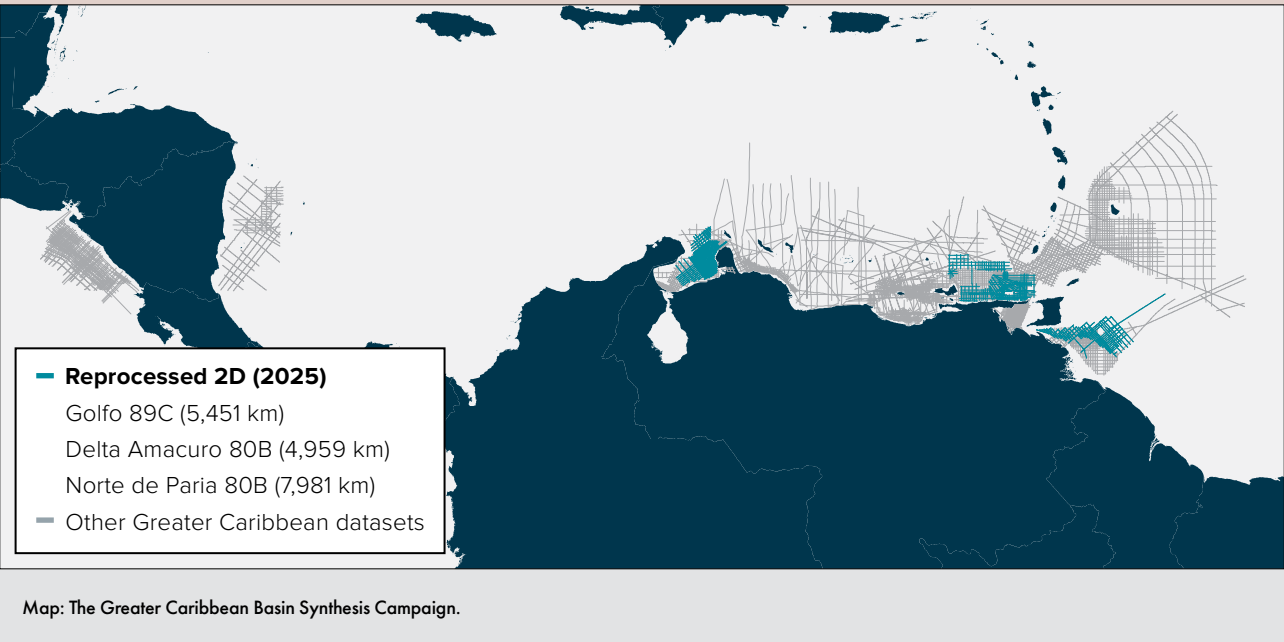 Reprocessed 2D (2025)
Golfo 89C (5,451 km)
Delta Amacuro 80B (4,959 km)
Norte de Paria 80B (7,981 km)
Other Greater Caribbean datasets
Map: The Greater Caribbean Basin Synthesis Campaign.